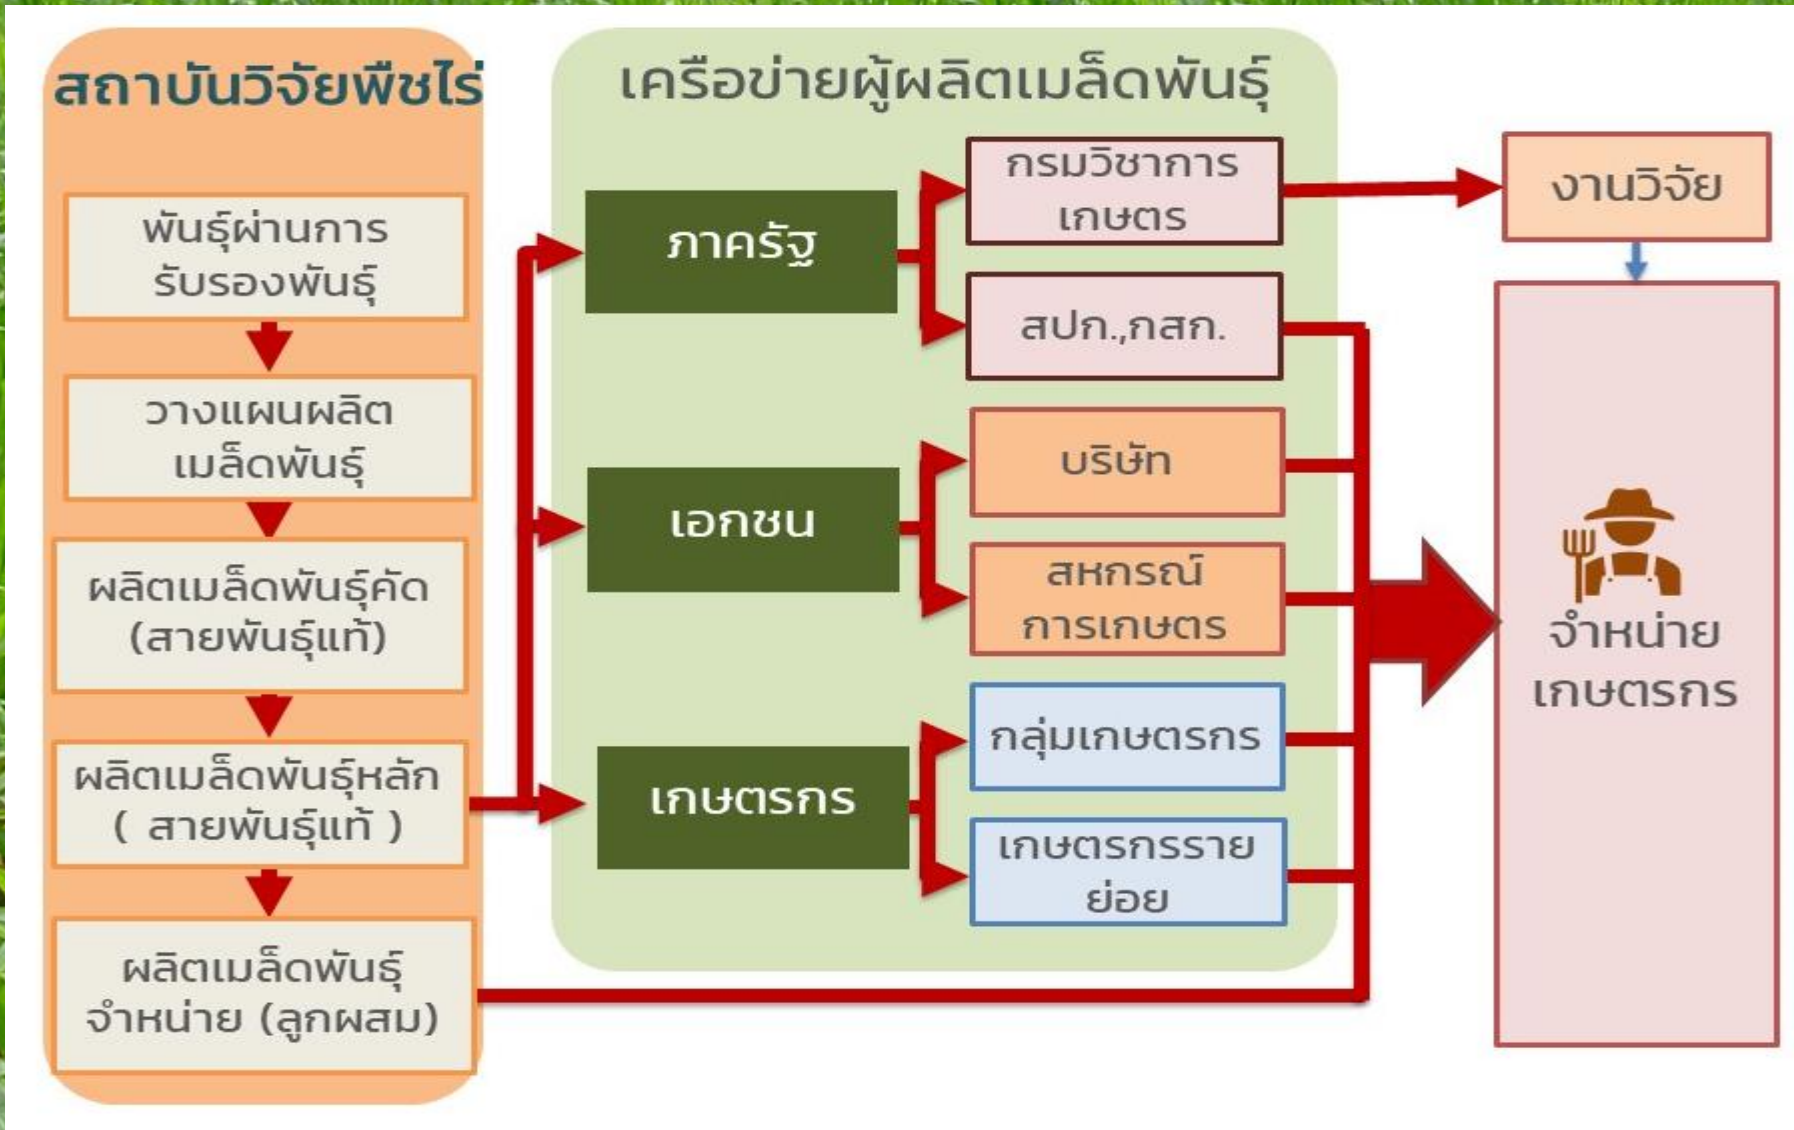 สถาบันวิจัยพืชไร่
พันธุ์ผ่านการ
รับรองพันธุ์
วางแผนผลิต
เมล็ดพันธุ์
ผลิตเมล็ดพันธุ์คัด
(สายพันธุ์แท้)
ผลิตเมล็ดพันธุ์หลัก
( สายพันธุ์แท้ )
ผลิตเมล็ดพันธุ์
จำหน่าย (ลูกผสม)
เครือข่ายผู้ผลิตเมล็ดพันธุ์
ภาครัฐ
กรมวิชาการ
เกษตร
สปก.,กสก.
เอกชน
บริษัท
สหกรณ์
การเกษตร
เกษตรกร
กลุ่มเกษตรกร
เกษตรกรราย
ย่อย
งานวิจัย
จำหน่าย
เกษตรกร